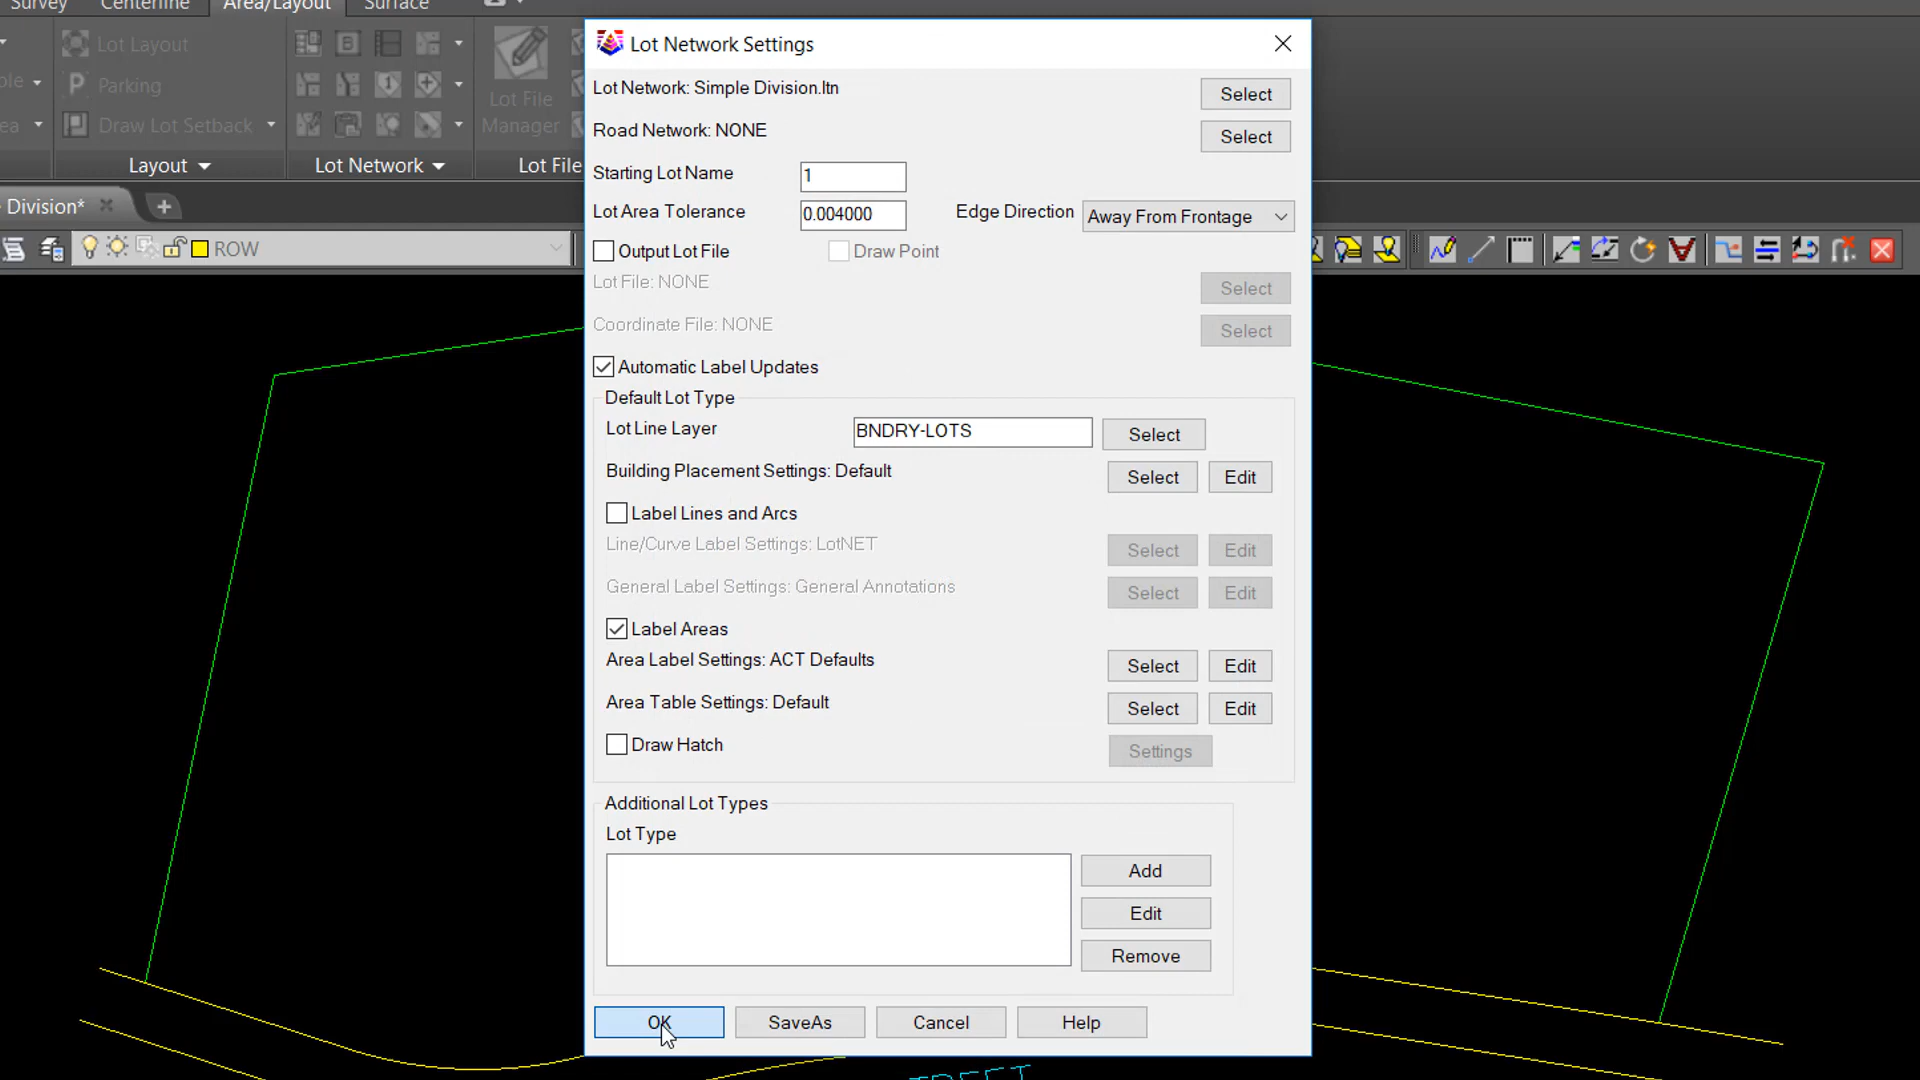 Survey Centerline Area/Layout Surface
Lot Layout
Parking
Draw Lot Setback
Lot File
Manager
Layout
Lot Network
Lot File
Division*
ROW
Lot Network Settings
Lot Network: Simple Division.ltn
Select
Road Network: NONE
Select
Starting Lot Name
1
Lot Area Tolerance
0.004000
Edge Direction
Away From Frontage
Output Lot File
Draw Point
Lot File: NONE
Select
Coordinate File: NONE
Select
Automatic Label Updates
Default Lot Type
Lot Line Layer
BNDRY-LOTS
Select
Building Placement Settings: Default
Select
Edit
Label Lines and Arcs
Line/Curve Label Settings: LotNET
Select
Edit
General Label Settings: General Annotations
Select
Edit
Label Areas
Area Label Settings: ACT Defaults
Select
Edit
Area Table Settings: Default
Select
Edit
Draw Hatch
Settings
Additional Lot Types
Lot Type
Add
Edit
Remove
OK
SaveAs
Cancel
Help